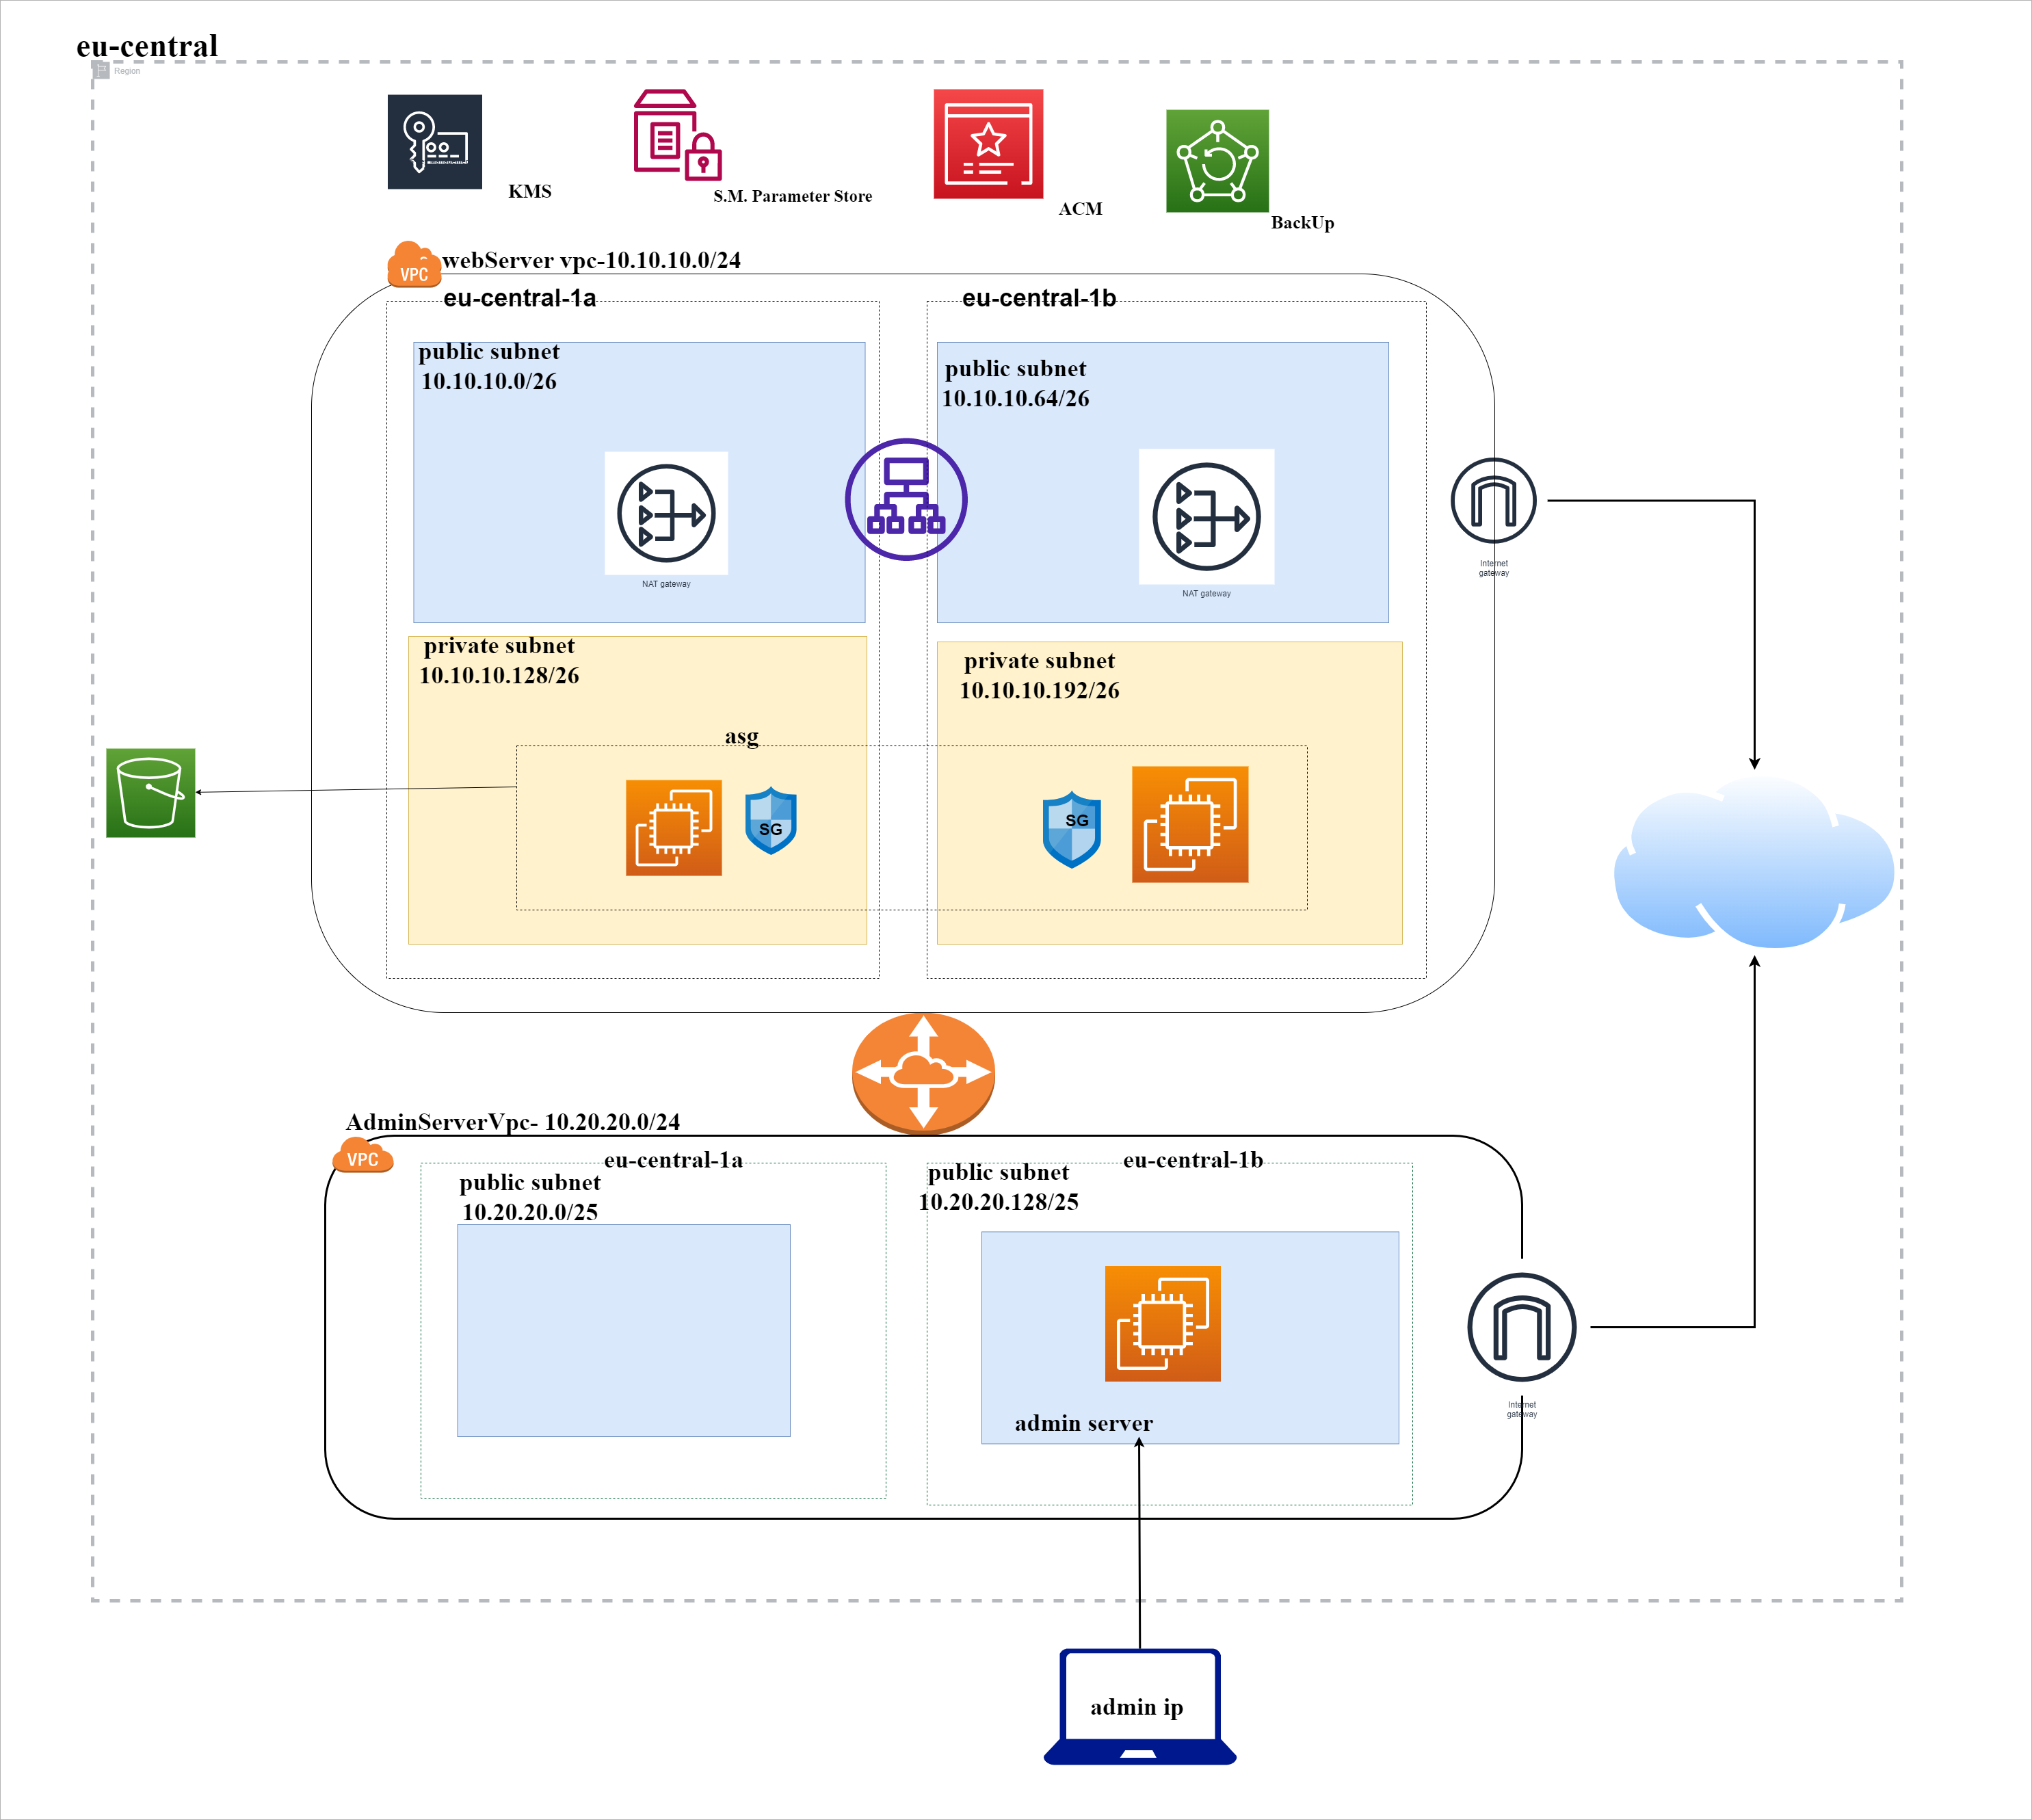 eu-central
Region
KMS
S.M. Parameter Store
ACM
BackUp
VPC
webServer vpc-10.10.10.0/24
eu-central-1a
eu-central-1b
public subnet
10.10.10.0/26
public subnet
10.10.10.64/26
NAT gateway
NAT gateway
Internet
gateway
private subnet
10.10.10.128/26
private subnet
10.10.10.192/26
asg
SG
SG
AdminServerVpc- 10.20.20.0/24
VPC
eu-central-1a
eu-central-1b
public subnet
10.20.20.0/25
public subnet
10.20.20.128/25
admin server
Internet
gateway
admin ip